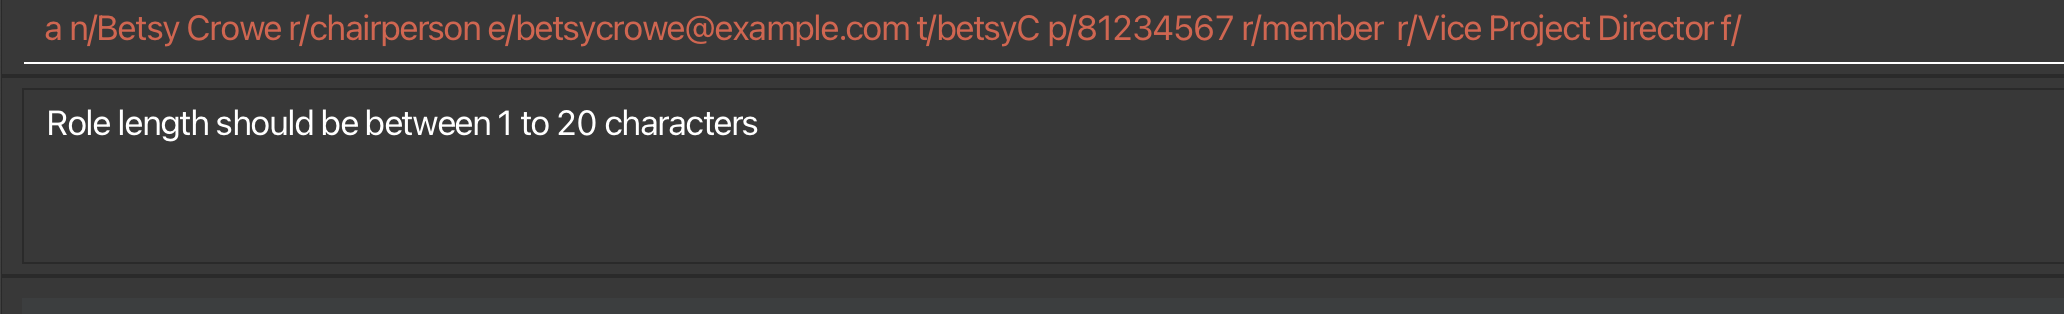 a n/Betsy Crowe r/chairperson e/betsycrowe@example.com t/betsyC p/81234567 r/member  r/Vice Project Director f/
Role length should be between 1 to 20 characters